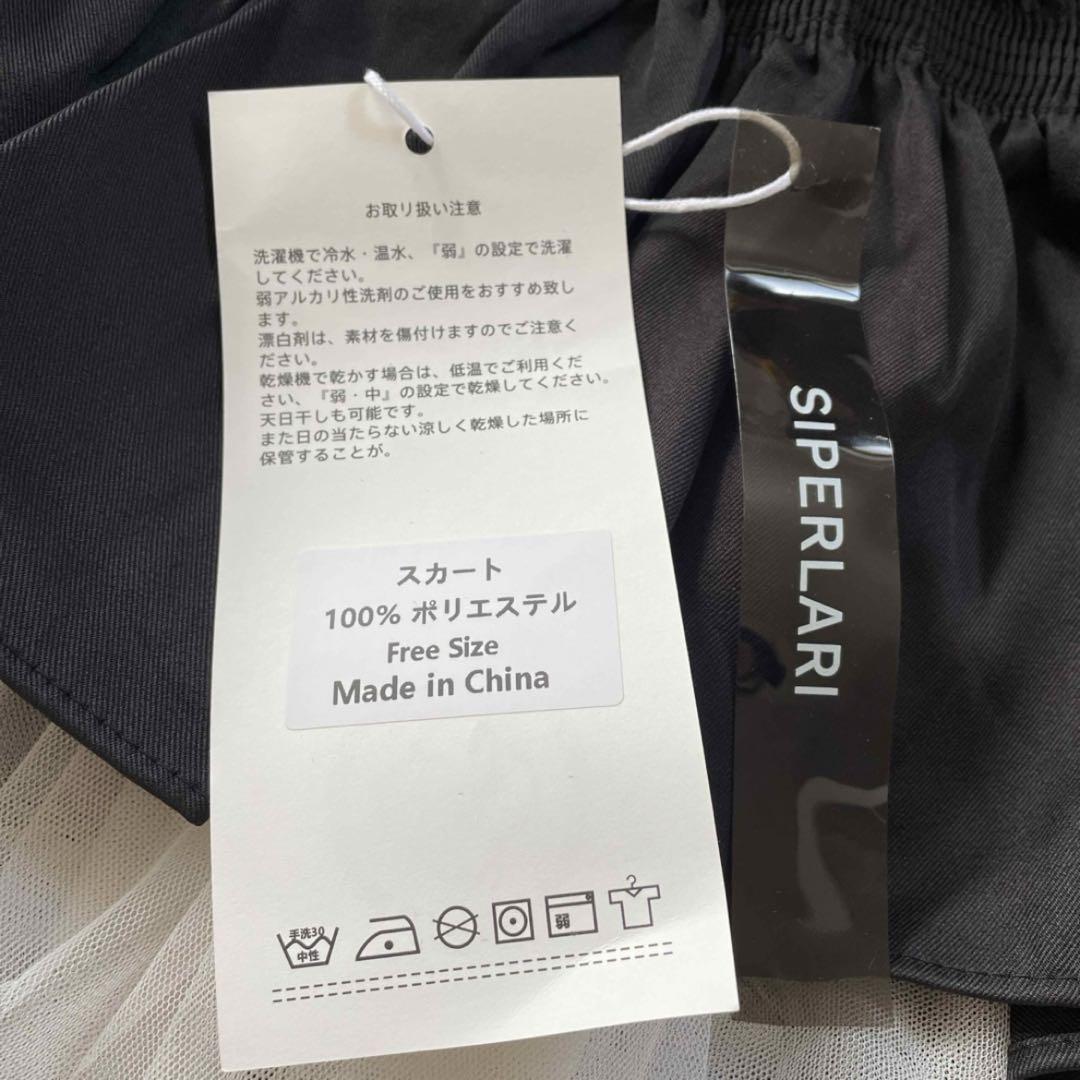 お取り扱い注意
洗濯機で冷水・温水、『弱』の設定で洗濯
してください。
弱アルカリ性洗剤のご使用をおすすめ致し
ます。
漂白剤は、素材を傷付けますのでご注意く
ださい。
乾燥機で乾かす場合は、低温でご利用くだ
さい、『弱・中』の設定で乾燥してください。
天日干しも可能です。
また日の当たらない涼しく乾燥した場所に
保管することが。
スカート
100% ポリエステル
Free Size
Made in China
手洗30
中性
弱
SIPERLARI